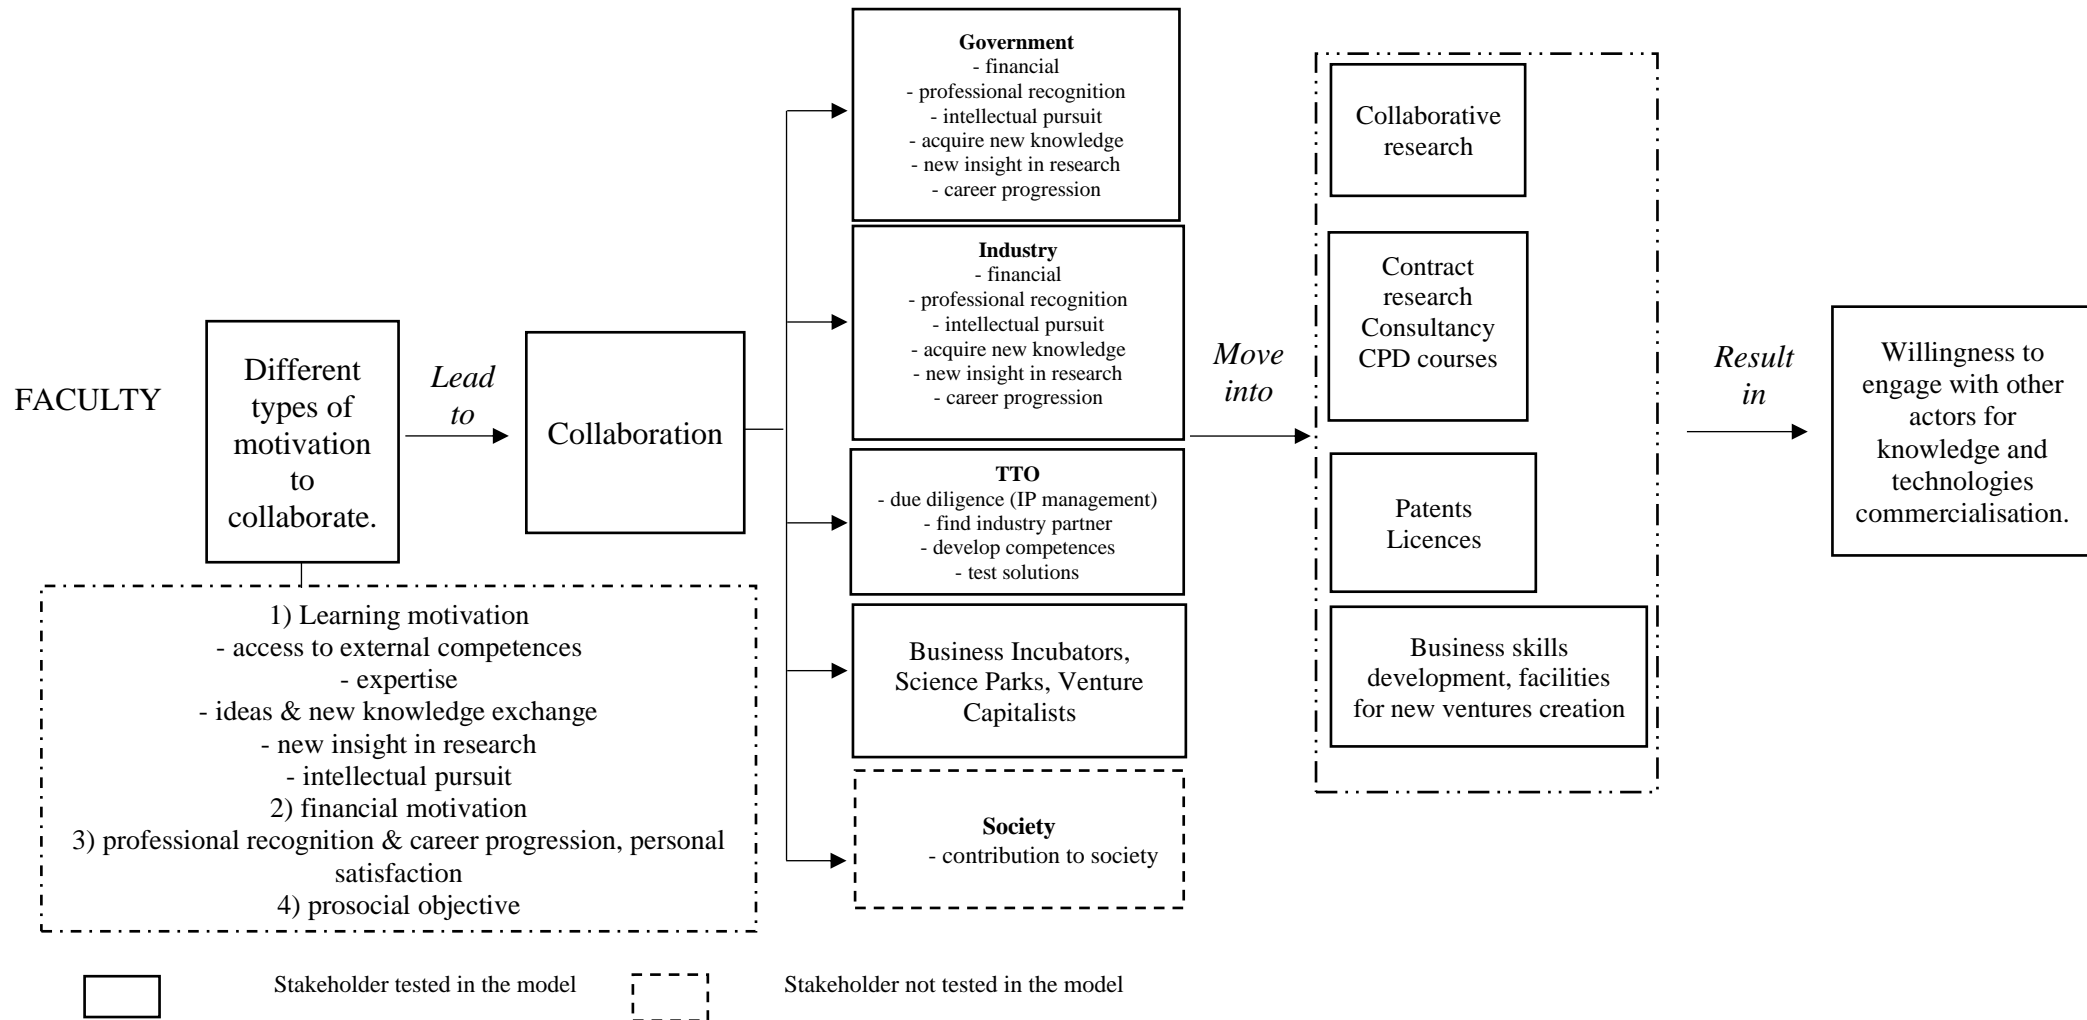 FACULTY
Different
types of
motivation
to
collaborate.
Lead
to
Collaboration
1) Learning motivation
- access to external competences
- expertise
- ideas & new knowledge exchange
- new insight in research
- intellectual pursuit
2) financial motivation
3) professional recognition & career progression, personal
satisfaction
4) prosocial objective
Government
- financial
- professional recognition
- intellectual pursuit
- acquire new knowledge
- new insight in research
- career progression
Industry
- financial
- professional recognition
- intellectual pursuit
- acquire new knowledge
- new insight in research
- career progression
TTO
- due diligence (IP management)
- find industry partner
- develop competences
- test solutions
Business Incubators,
Science Parks, Venture
Capitalists
Society
- contribution to society
Move
into
Collaborative
research
Contract
research
Consultancy
CPD courses
Patents
Licences
Business skills
development, facilities
for new ventures creation
Result
in
Willingness to
engage with other
actors for
knowledge and
technologies
commercialisation.
Stakeholder tested in the model
Stakeholder not tested in the model